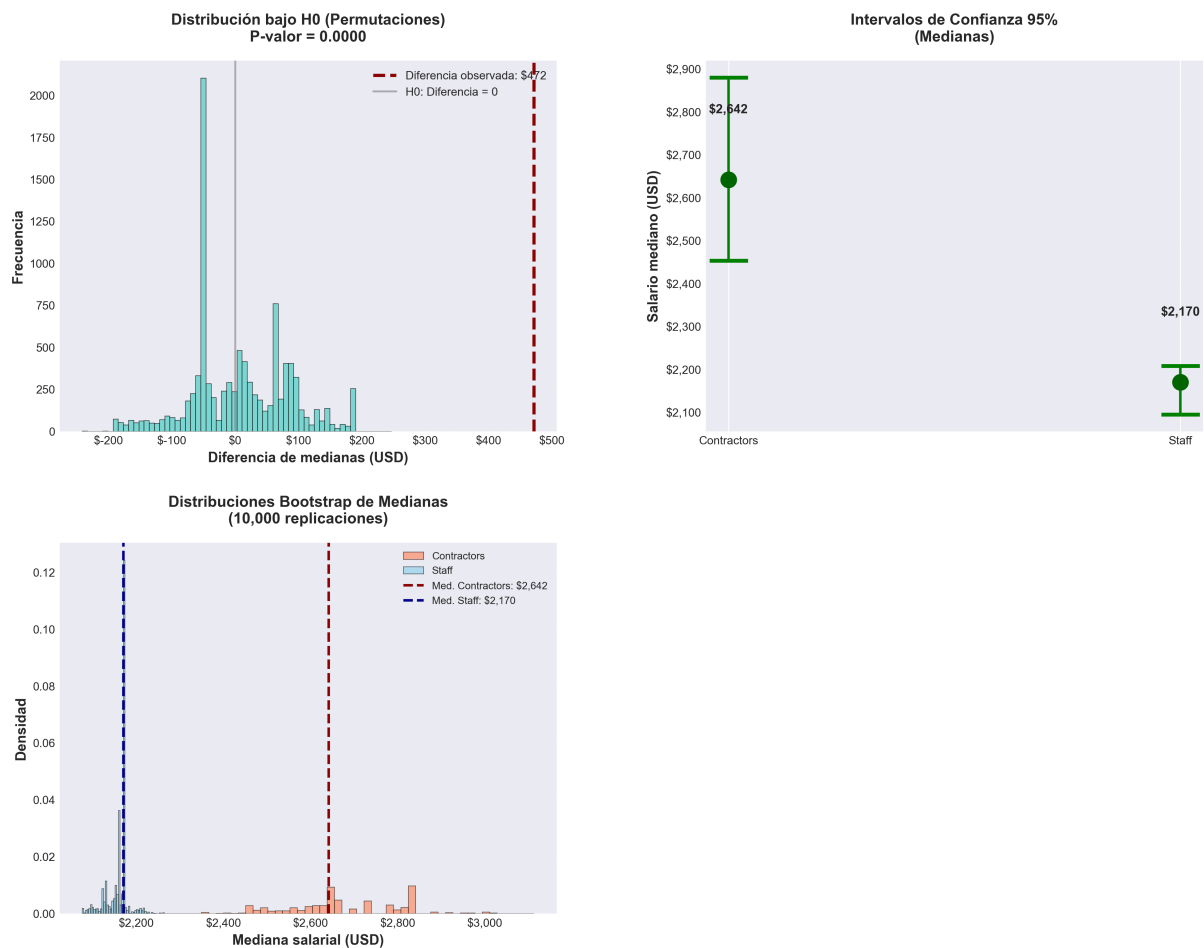 Distribución bajo H0 (Permutaciones)
P-valor = 0.0000
Frecuencia
2000
1750
1500
1250
1000
750
500
250
0
Diferencia observada: $472
H0: Diferencia = 0
$-200
$-100
$0
$100
$200
$300
$400
$500
Diferencia de medianas (USD)
Intervalos de Confianza 95%
(Medianas)
Salario mediano (USD)
$2,900
$2,800
$2,700
$2,600
$2,500
$2,400
$2,300
$2,200
$2,100
$2,642
$2,170
Contractors
Staff
Distribuciones Bootstrap de Medianas
(10,000 replicaciones)
Densidad
0.12
0.10
0.08
0.06
0.04
0.02
0.00
Contractors
Staff
Med. Contractors: $2,642
Med. Staff: $2,170
$2,200
$2,400
$2,600
$2,800
$3,000
Mediana salarial (USD)